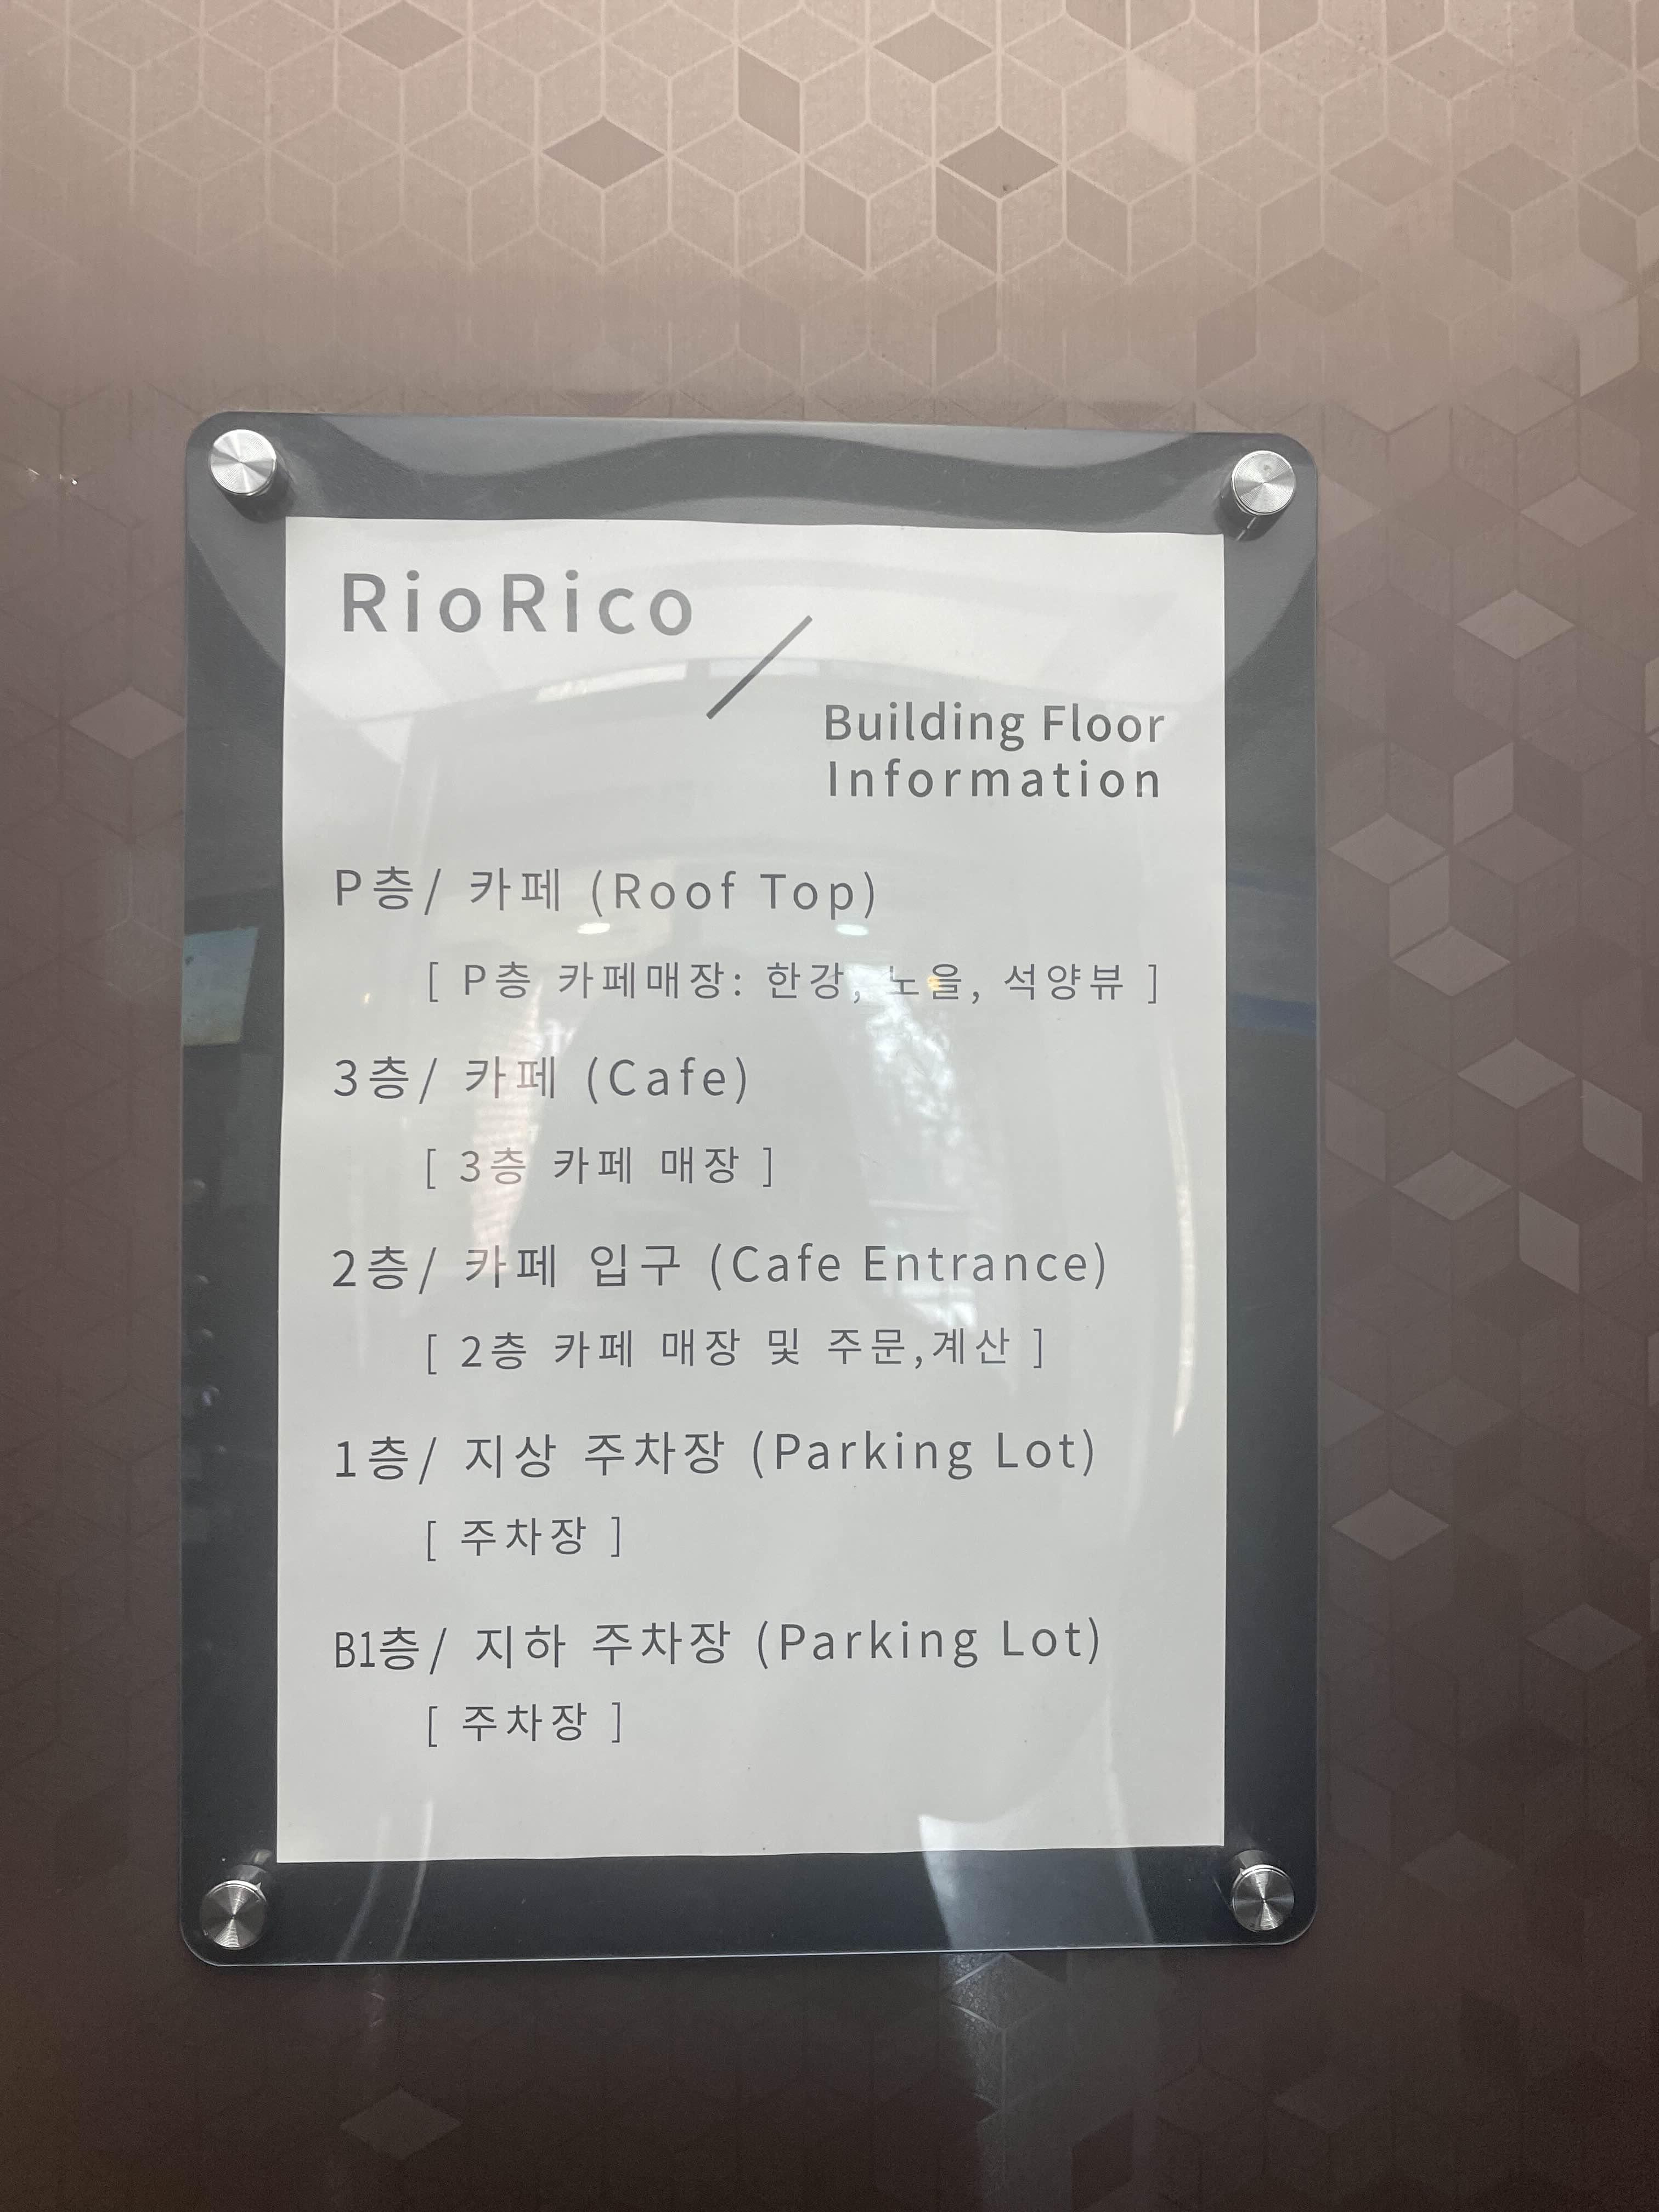 RioRico
Building Floor
Information
P층/ 카페 (Roof Top)
[ P층 카페매장: 한강, 노을, 석양뷰 ]
3층/ 카페 (Cafe)
[ 3층 카페 매장 ]
2층/ 카페 입구 (Cafe Entrance)
[ 2층 카페 매장 및 주문,계산 ]
1층/ 지상 주차장 (Parking Lot)
[ 주차장 ]
B1층/ 지하 주차장 (Parking Lot)
[ 주차장 ]